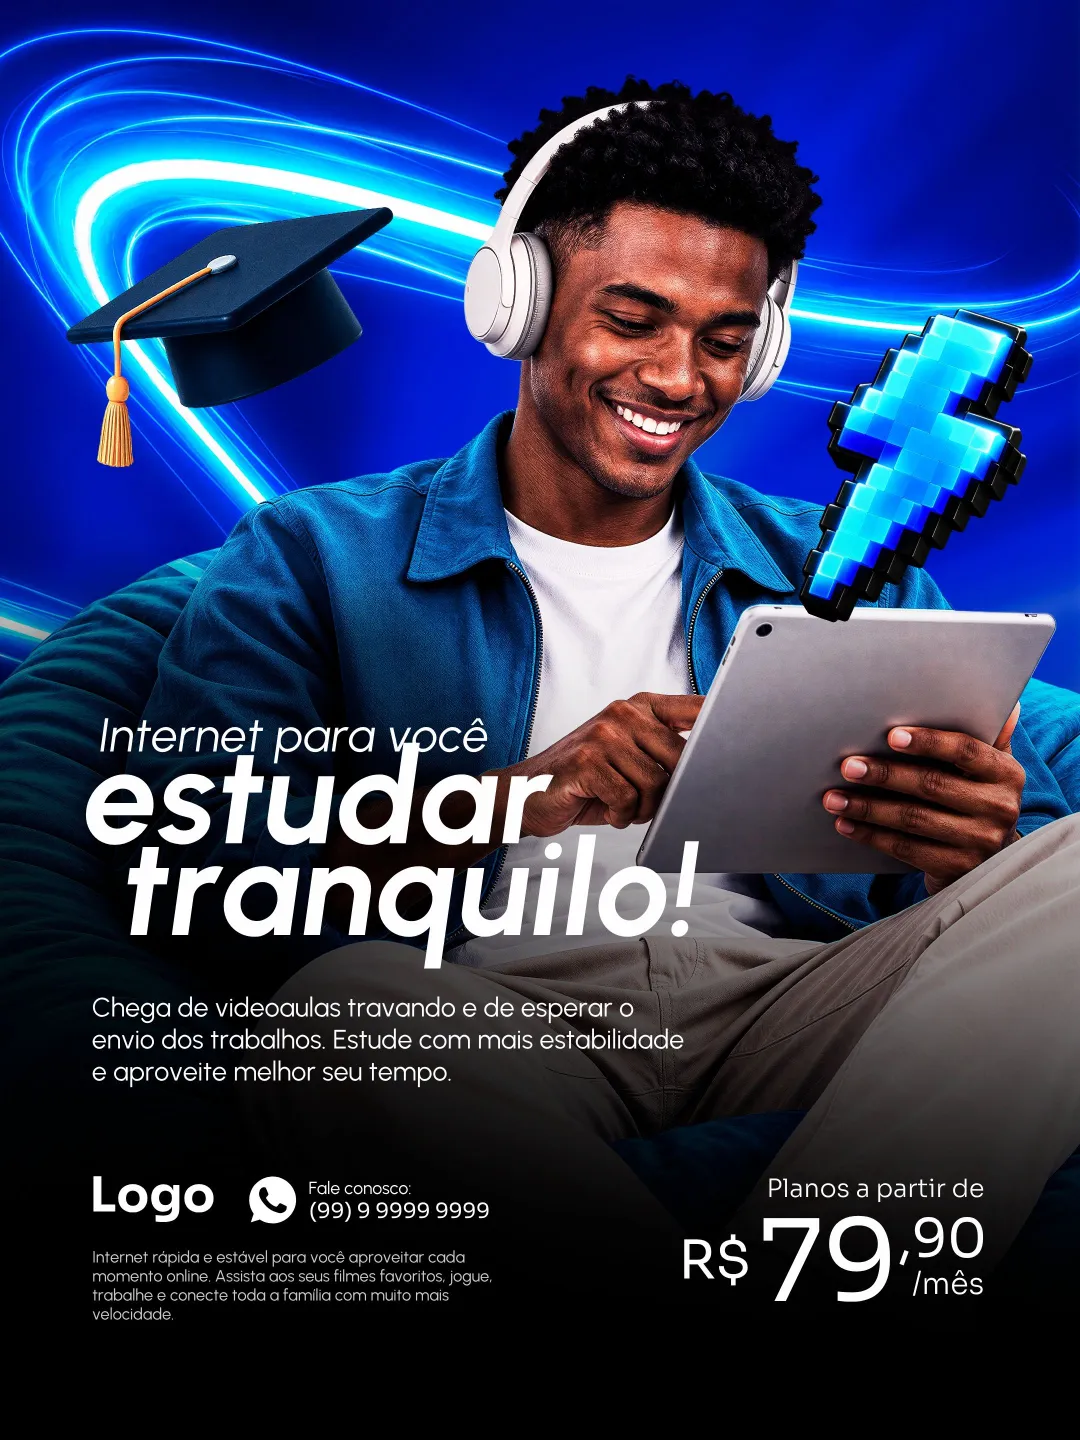 Internet para você
estudar
tranquilo!
Chega de videoaulas travando e de esperar o
envio dos trabalhos. Estude com mais estabilidade
e aproveite melhor seu tempo.
Logo
Fale conosco:
(99) 9 9999 9999
Internet rápida e estável para você aproveitar cada
momento online. Assista aos seus filmes favoritos, jogue,
trabalhe e conecte toda a família com muito mais
velocidade.
Planos a partir de
R$ 79,90
/mês